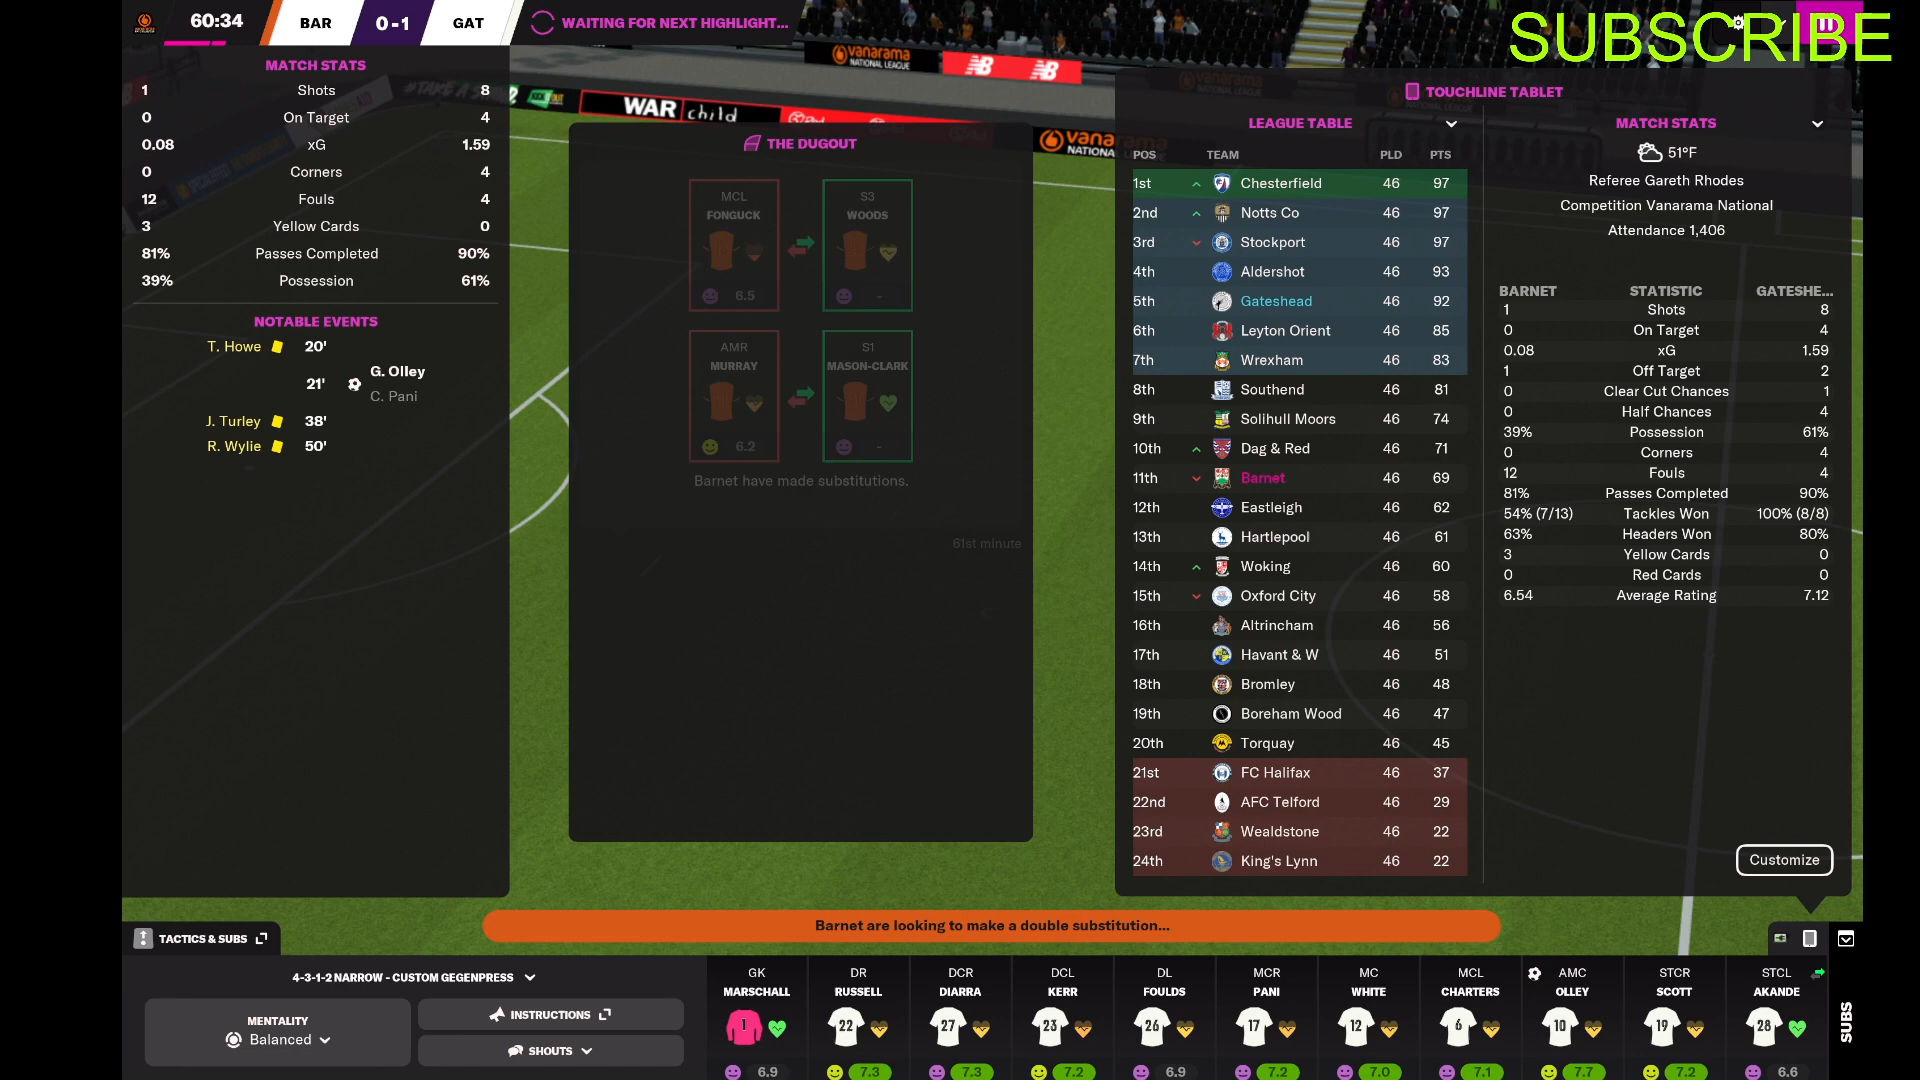 60:34 BAR 0 - 1 GAT WAITING FOR NEXT HIGHLIGHT...
SUBSCRIBE
MATCH STATS
1 Shots 8
0 On Target 4
0.08 xG 1.59
0 Corners 4
12 Fouls 4
3 Yellow Cards 0
81% Passes Completed 90%
39% Possession 61%
NOTABLE EVENTS
T. Howe 20'
21' G. Olley
C. Pani
J. Turley 38'
R. Wylie 50'
vanarama
NATIONAL LEAGUE
WAR child
THE DUGOUT
MCL S3
FONGUCK WOODS
6.5 -
AMR S1
MURRAY MASON-CLARK
6.2 -
Barnet have made substitutions.
61st minute
TOUCHLINE TABLET
LEAGUE TABLE
POS TEAM PLD PTS
1st Chesterfield 46 97
2nd Notts Co 46 97
3rd Stockport 46 97
4th Aldershot 46 93
5th Gateshead 46 92
6th Leyton Orient 46 85
7th Wrexham 46 83
8th Southend 46 81
9th Solihull Moors 46 74
10th Dag & Red 46 71
11th Barnet 46 69
12th Eastleigh 46 62
13th Hartlepool 46 61
14th Woking 46 60
15th Oxford City 46 58
16th Altrincham 46 56
17th Havant & W 46 51
18th Bromley 46 48
19th Boreham Wood 46 47
20th Torquay 46 45
21st FC Halifax 46 37
22nd AFC Telford 46 29
23rd Wealdstone 46 22
24th King's Lynn 46 22
MATCH STATS
51°F
Referee Gareth Rhodes
Competition Vanarama National
Attendance 1,406
BARNET STATISTIC GATESHE...
1 Shots 8
0 On Target 4
0.08 xG 1.59
1 Off Target 2
0 Clear Cut Chances 1
0 Half Chances 4
39% Possession 61%
0 Corners 4
12 Fouls 4
81% Passes Completed 90%
54% (7/13) Tackles Won 100% (8/8)
63% Headers Won 80%
3 Yellow Cards 0
0 Red Cards 0
6.54 Average Rating 7.12
Customize
Barnet are looking to make a double substitution...
TACTICS & SUBS
4-3-1-2 NARROW - CUSTOM GEGENPRESS
MENTALITY
Balanced
INSTRUCTIONS
SHOUTS
GK DR DCR DCL DL MCR MC MCL AMC STCR STCL
MARSCHALL RUSSELL DIARRA KERR FOULDS PANI WHITE CHARTERS OLLEY SCOTT AKANDE
1 22 27 23 26 17 12 6 10 19 28
6.9 7.3 7.3 7.2 6.9 7.2 7.0 7.1 7.7 7.2 6.6
SUBS